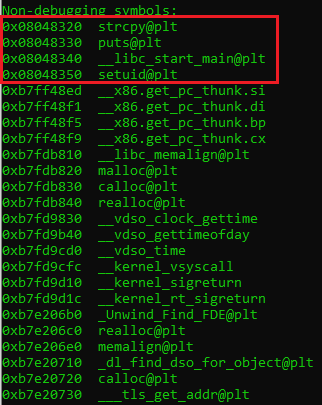 Non-debugging symbols:
0x08048320 strcpy@plt
0x08048330 puts@plt
0x08048340 __libc_start_main@plt
0x08048350 setuid@plt
0xb7ff48ed __x86.get_pc_thunk.si
0xb7ff48f1 __x86.get_pc_thunk.di
0xb7ff48f5 __x86.get_pc_thunk.bp
0xb7ff48f9 __x86.get_pc_thunk.cx
0xb7fdb810 __libc_memalign@plt
0xb7fdb820 malloc@plt
0xb7fdb830 calloc@plt
0xb7fdb840 realloc@plt
0xb7fd9830 __vdso_clock_gettime
0xb7fd9b40 __vdso_gettimeofday
0xb7fd9cd0 __vdso_time
0xb7fd9cfc __kernel_vsyscall
0xb7fd9d10 __kernel_sigreturn
0xb7fd9d1c __kernel_rt_sigreturn
0xb7e206b0 _Unwind_Find_FDE@plt
0xb7e206c0 realloc@plt
0xb7e206e0 memalign@plt
0xb7e20710 _dl_find_dso_for_object@plt
0xb7e20720 calloc@plt
0xb7e20730 ___tls_get_addr@plt